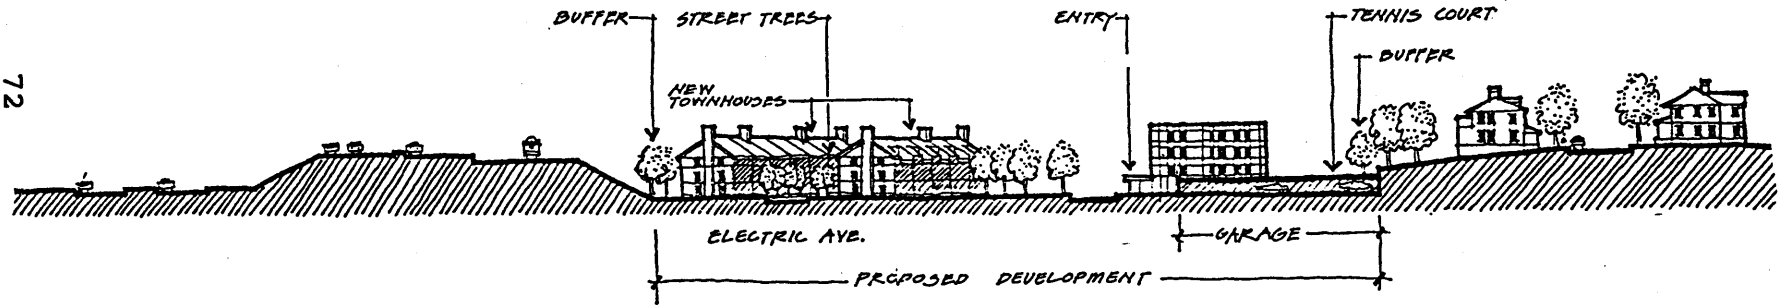 BUFFER
STREET TREES
ENTRY
TENNIS COURT
BUFFER
NEW
TOWNHOUSES
72
ELECTRIC AVE.
GARAGE
PROPOSED DEVELOPMENT